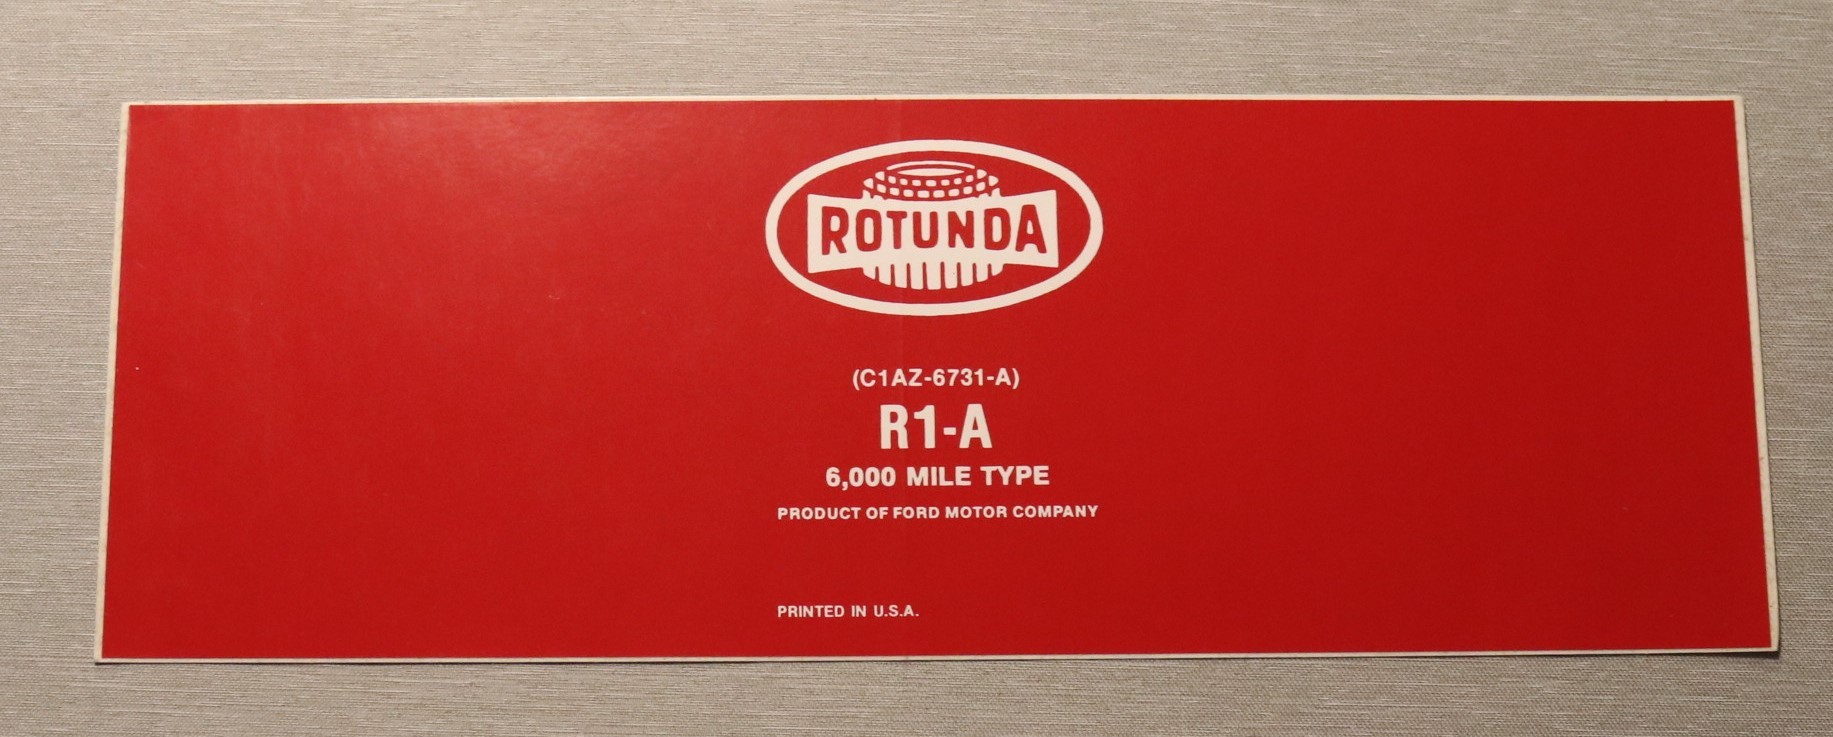 ROTUNDA
(C1AZ-6731-A)
R1-A
6,000 MILE TYPE
PRODUCT OF FORD MOTOR COMPANY
PRINTED IN U.S.A.